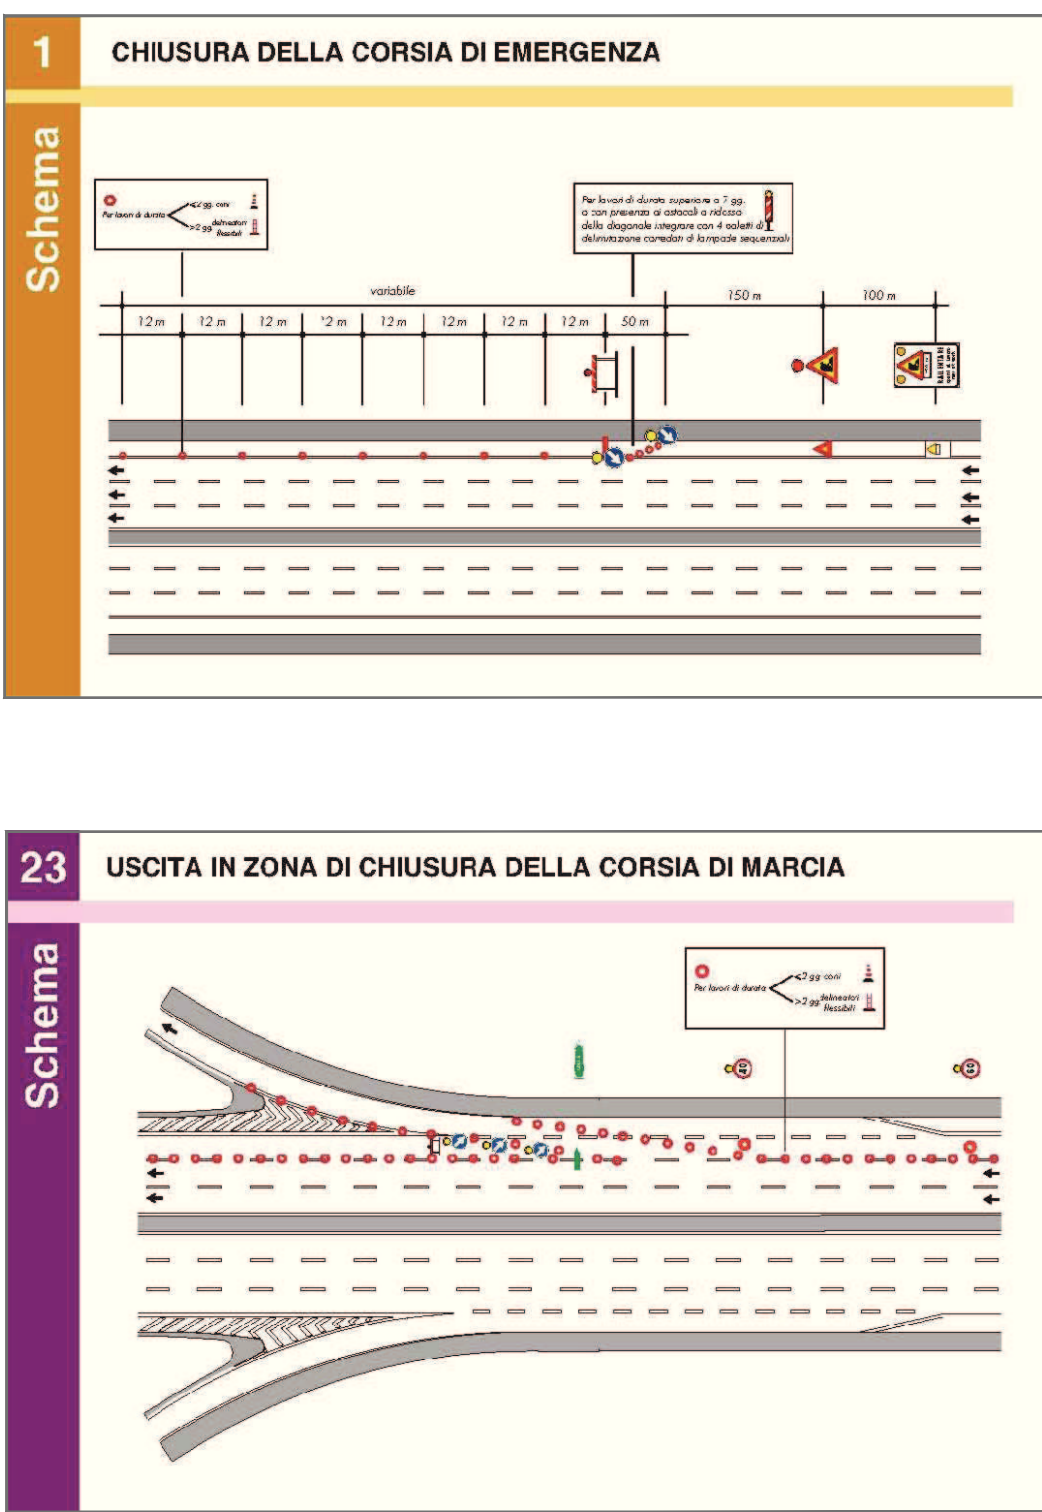 1
CHIUSURA DELLA CORSIA DI EMERGENZA
Schema
Per lavori di durata
<2 gg. coni
>2 gg. delineatori
flessibili
Per lavori di durata superiore a 7 gg.
o con presenza di ostacoli a ridosso
della diagonale integrare con 4 paletti di
delimitazione corredati di lampade sequenziali
variabile
150 m
100 m
12 m
12 m
12 m
12 m
12 m
12 m
12 m
12 m
50 m
RALLENTARE
23
USCITA IN ZONA DI CHIUSURA DELLA CORSIA DI MARCIA
Schema
Per lavori di durata
<2 gg. coni
>2 gg. delineatori
flessibili
40
60